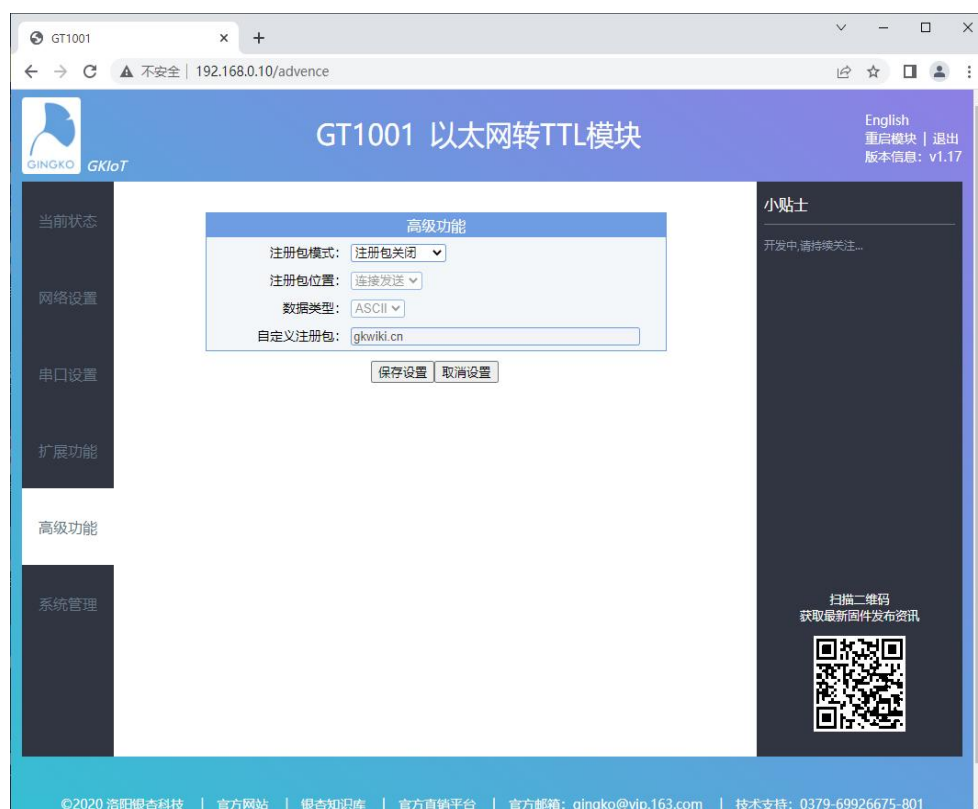 GT1001
不安全 | 192.168.0.10/advence
GINGKO GKIoT
GT1001 以太网转TTL模块
English
重启模块 | 退出
版本信息：v1.17
当前状态
网络设置
串口设置
扩展功能
高级功能
系统管理
高级功能
注册包模式： 注册包关闭
注册包位置： 连接发送
数据类型： ASCII
自定义注册包： gkwiki.cn
保存设置 取消设置
小贴士
开发中,请持续关注...
扫描二维码
获取最新固件发布资讯
©2020 洛阳银杏科技 | 官方网站 | 银杏知识库 | 官方直销平台 | 官方邮箱：gingko@vip.163.com | 技术支持：0379-69926675-801